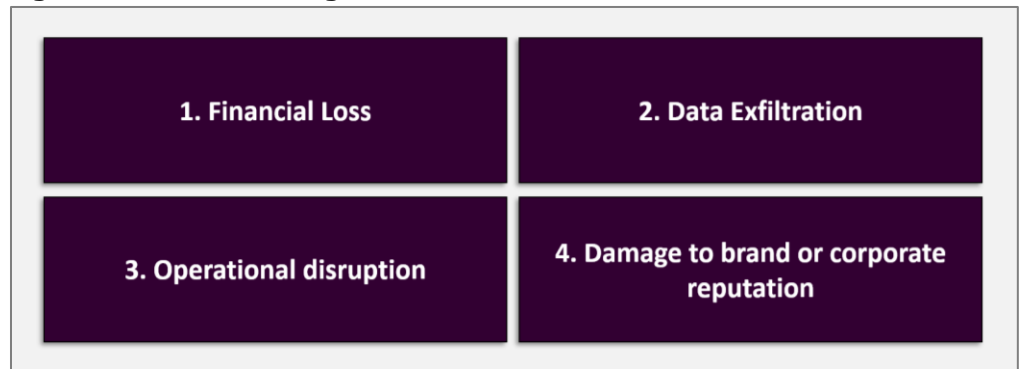 1. Financial Loss
2. Data Exfiltration
3. Operational disruption
4. Damage to brand or corporate
reputation